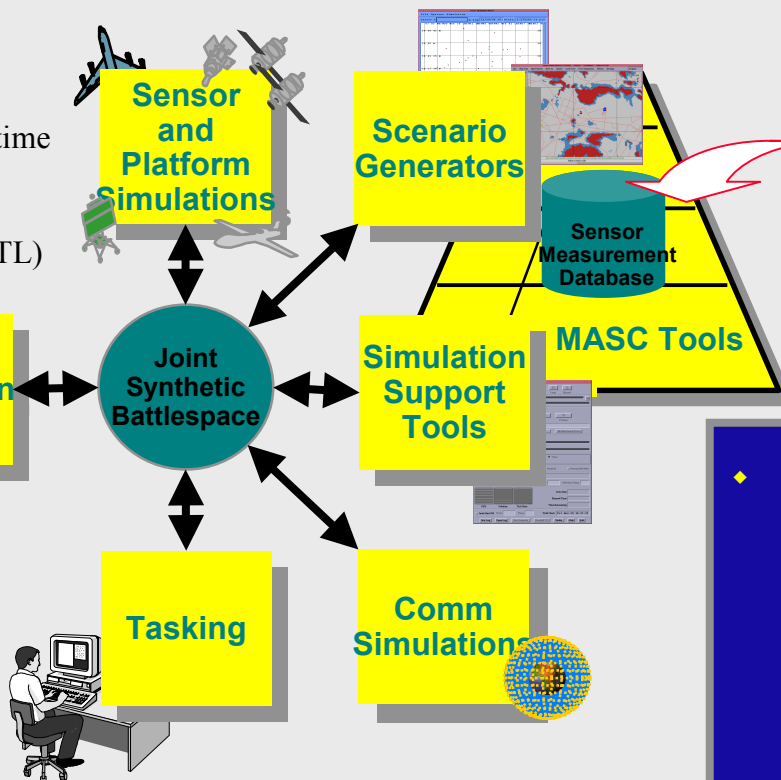 Sensor
and
Platform
Simulations
Scenario
Generators
time
TL)
Sensor
Measurement
Database
MASC Tools
n
Joint
Synthetic
Battlespace
Simulation
Support
Tools
Tasking
Comm
Simulations